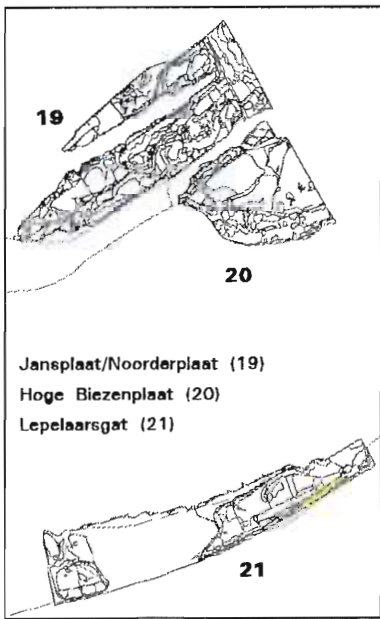 19
20
Jansplaat/Noorderplaat (19)
Hoge Biezenplaat (20)
Lepelaarsgat (21)
21